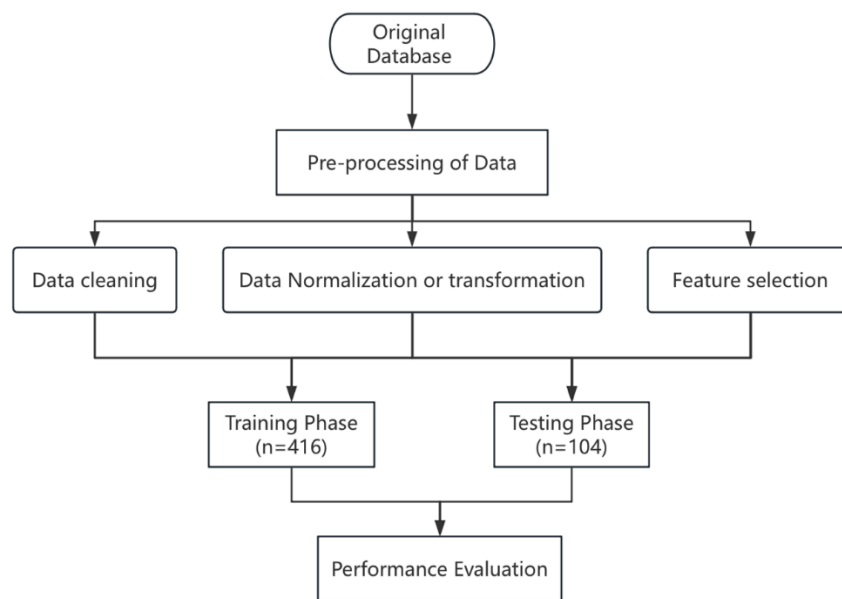 Original
Database
Pre-processing of Data
Data cleaning
Data Normalization or transformation
Feature selection
Training Phase
(n=416)
Testing Phase
(n=104)
Performance Evaluation